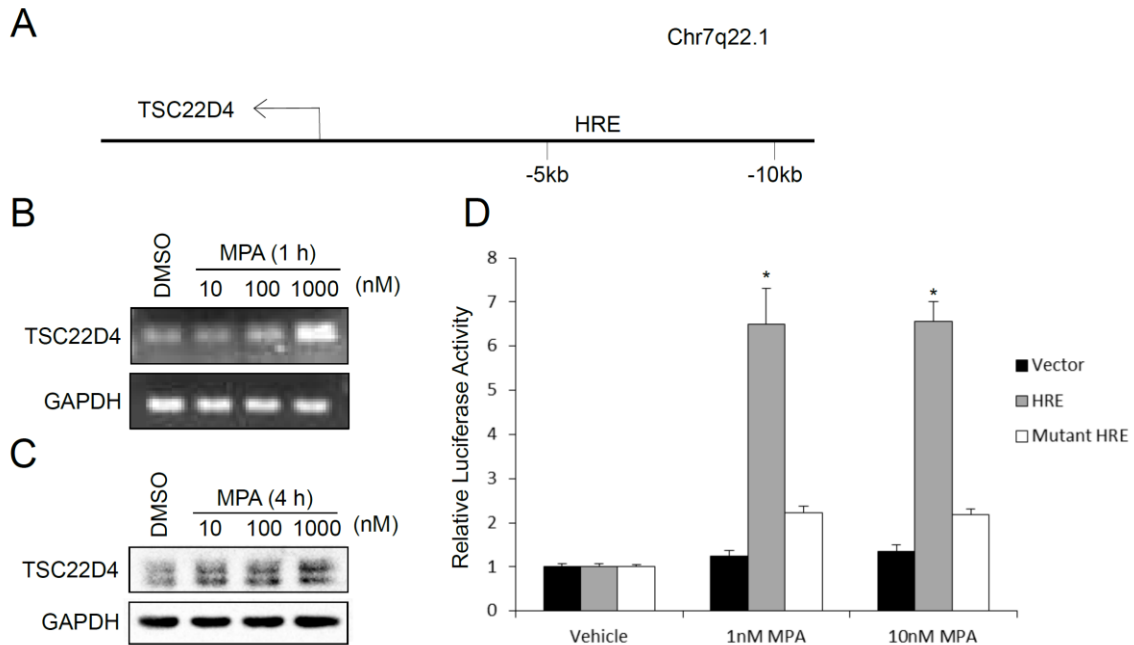 A
Chr7q22.1
TSC22D4
HRE
-5kb
-10kb
B
DMSO
MPA (1 h)
10 100 1000 (nM)
TSC22D4
GAPDH
C
DMSO
MPA (4 h)
10 100 1000 (nM)
TSC22D4
GAPDH
D
Relative Luciferase Activity
8
7
6
5
4
3
2
1
0
*
*
Vehicle
1nM MPA
10nM MPA
Vector
HRE
Mutant HRE